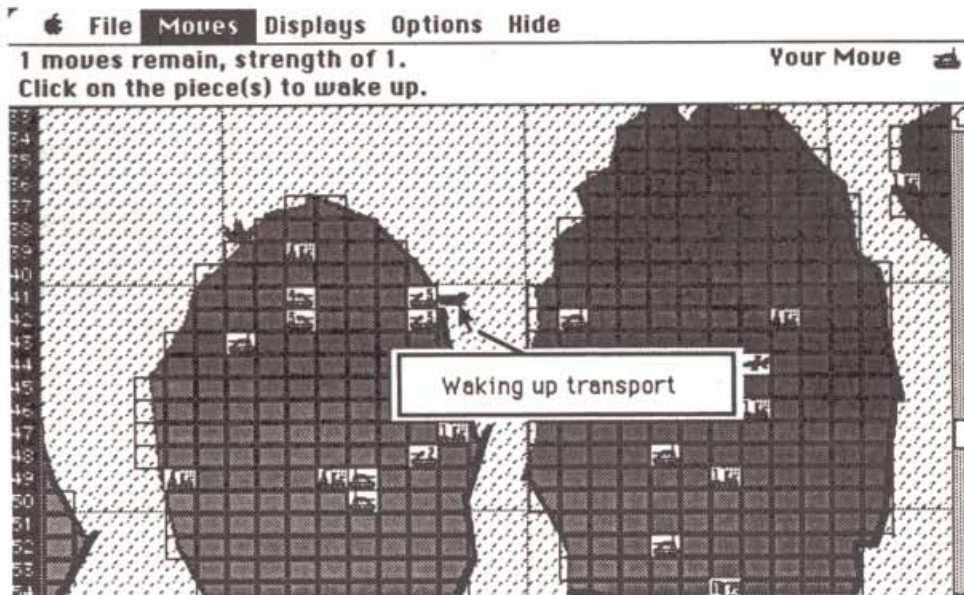 File Moves Displays Options Hide
1 moves remain, strength of 1.
Your Move
Click on the piece(s) to wake up.
Waking up transport